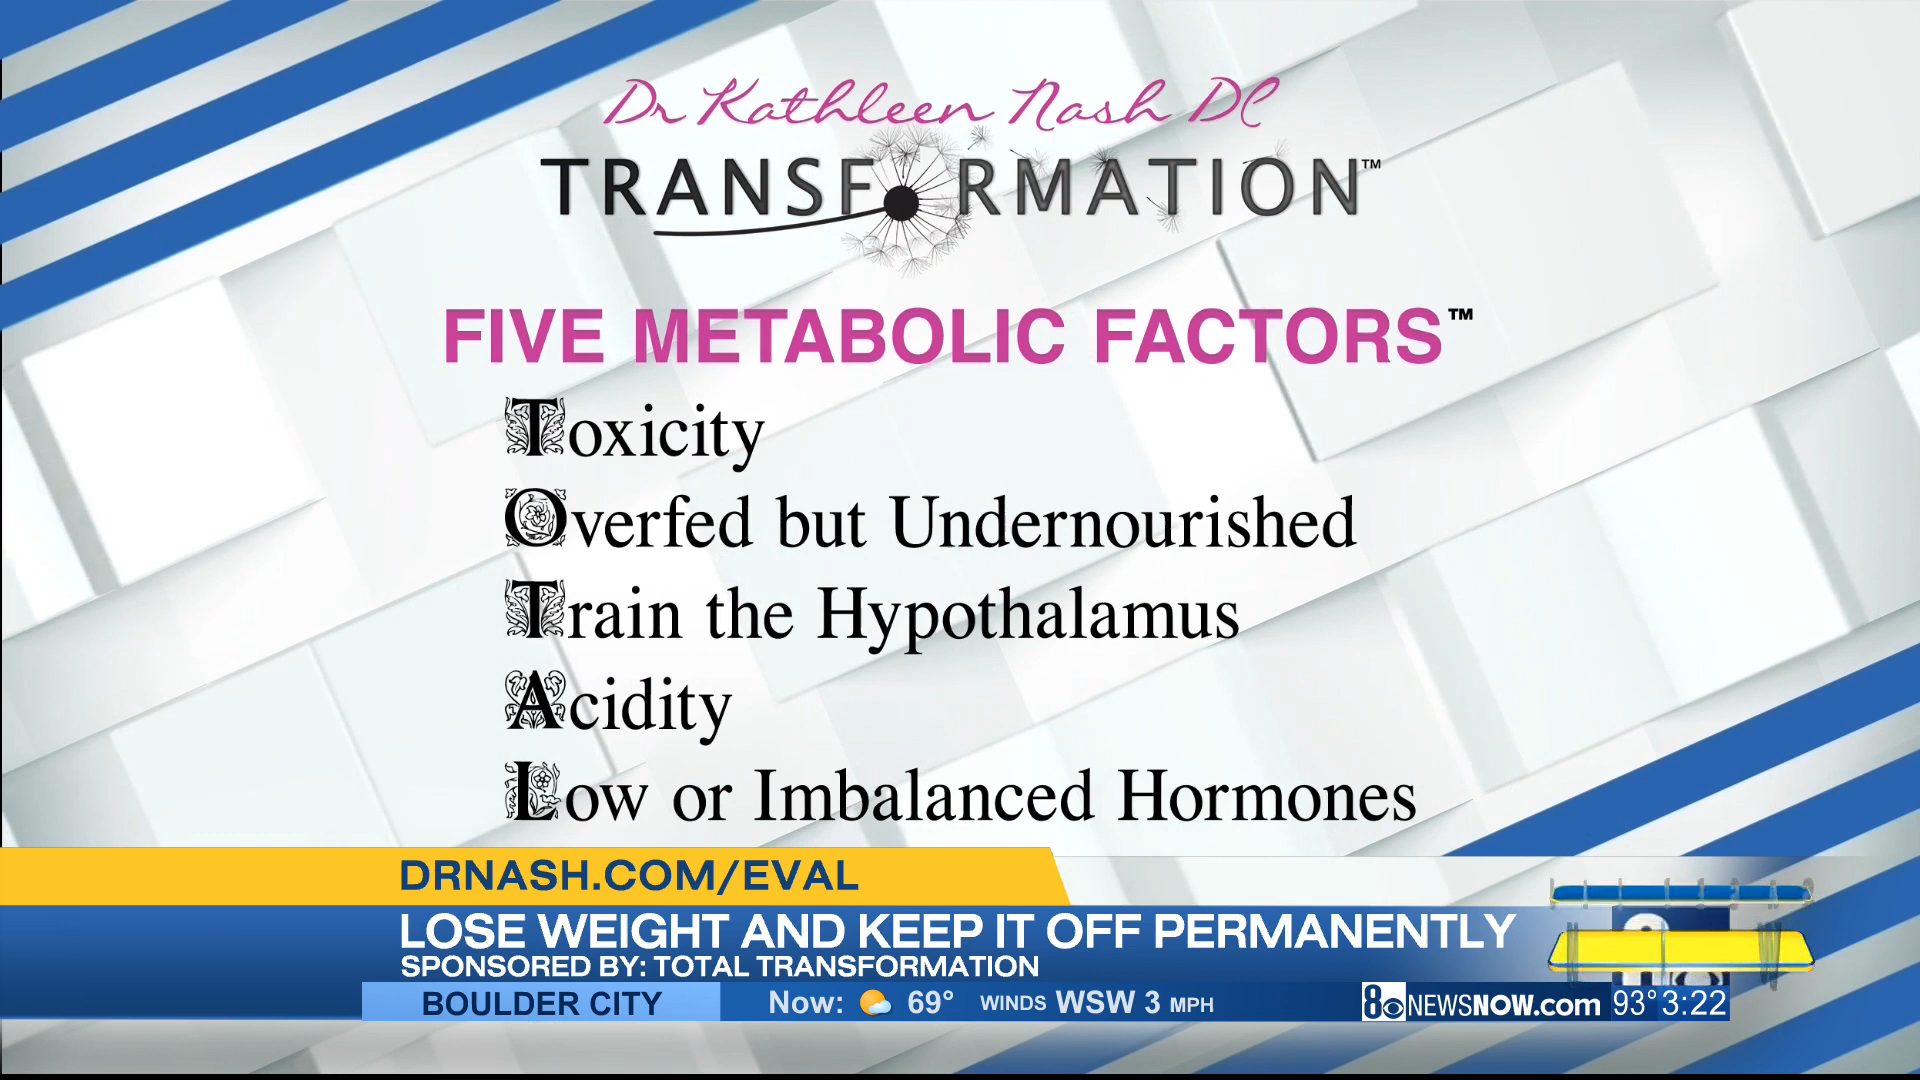 Dr Kathleen Nash DC
TRANSFORMATION™
FIVE METABOLIC FACTORS™
Toxicity
Overfed but Undernourished
Train the Hypothalamus
Acidity
Low or Imbalanced Hormones
DRNASH.COM/EVAL
LOSE WEIGHT AND KEEP IT OFF PERMANENTLY
SPONSORED BY: TOTAL TRANSFORMATION
BOULDER CITY Now: 69° WINDS WSW 3 MPH 8 NEWSNOW.com 93° 3:22